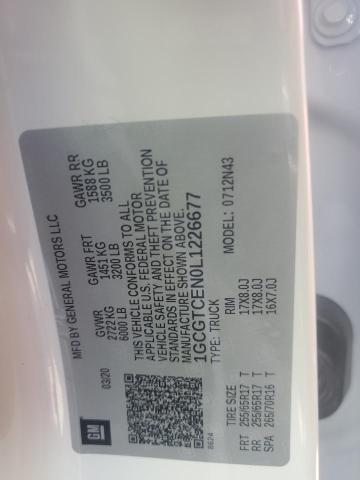 MFD BY GENERAL MOTORS LLC
GVWR GAWR FRT GAWR RR
2722 KG 1451 KG 1588 KG
6000 LB 3200 LB 3500 LB
THIS VEHICLE CONFORMS TO ALL
APPLICABLE U.S. FEDERAL MOTOR
VEHICLE SAFETY AND THEFT PREVENTION
STANDARDS IN EFFECT ON THE DATE OF
MANUFACTURE SHOWN ABOVE.
1GCGTCEN0L1226677
TYPE: TRUCK MODEL: 0712N43
GM
03/20
8624
TIRE SIZE RIM
FRT 255/65R17 T 17X8.0J
RR 255/65R17 T 17X8.0J
SPA 265/70R16 T 16X7.0J